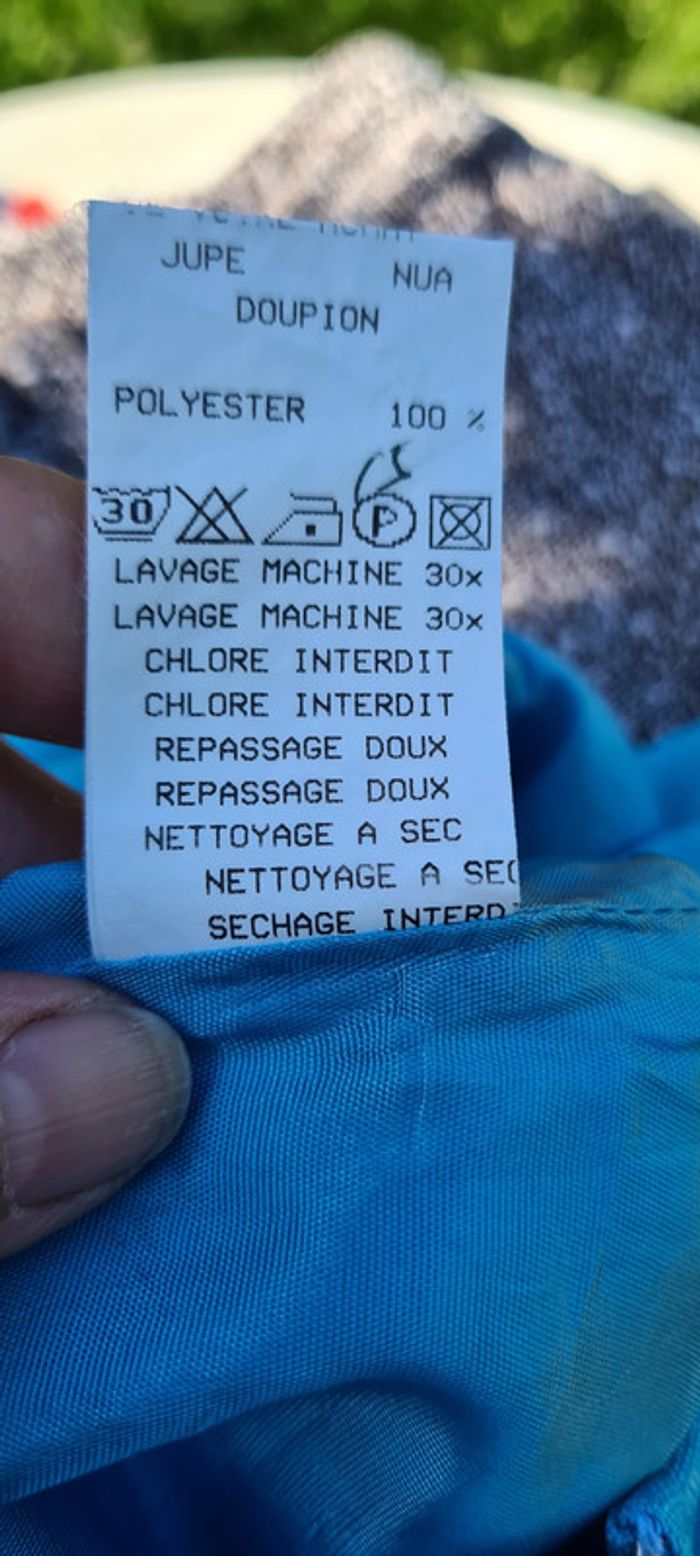 JUPE NUA
DOUPION
POLYESTER 100 %
30 P
LAVAGE MACHINE 30x
LAVAGE MACHINE 30x
CHLORE INTERDIT
CHLORE INTERDIT
REPASSAGE DOUX
REPASSAGE DOUX
NETTOYAGE A SEC
NETTOYAGE A SEC
SECHAGE INTERD